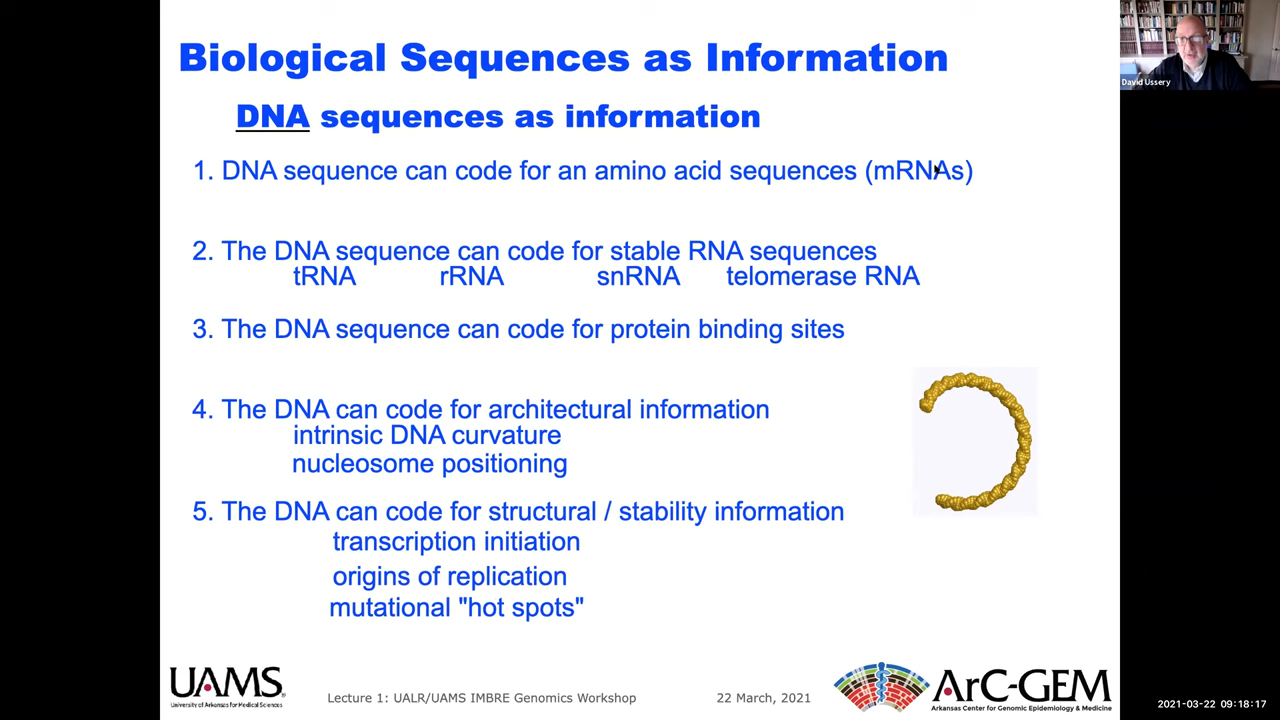 Biological Sequences as Information
DNA sequences as information
1. DNA sequence can code for an amino acid sequences (mRNAs)
2. The DNA sequence can code for stable RNA sequences
tRNA rRNA snRNA telomerase RNA
3. The DNA sequence can code for protein binding sites
4. The DNA can code for architectural information
intrinsic DNA curvature
nucleosome positioning
5. The DNA can code for structural / stability information
transcription initiation
origins of replication
mutational "hot spots"
UAMS
University of Arkansas for Medical Sciences
Lecture 1: UALR/UAMS IMBRE Genomics Workshop 22 March, 2021
ArC-GEM
Arkansas Center for Genomic Epidemiology & Medicine
David Ussery
2021-03-22 09:18:17